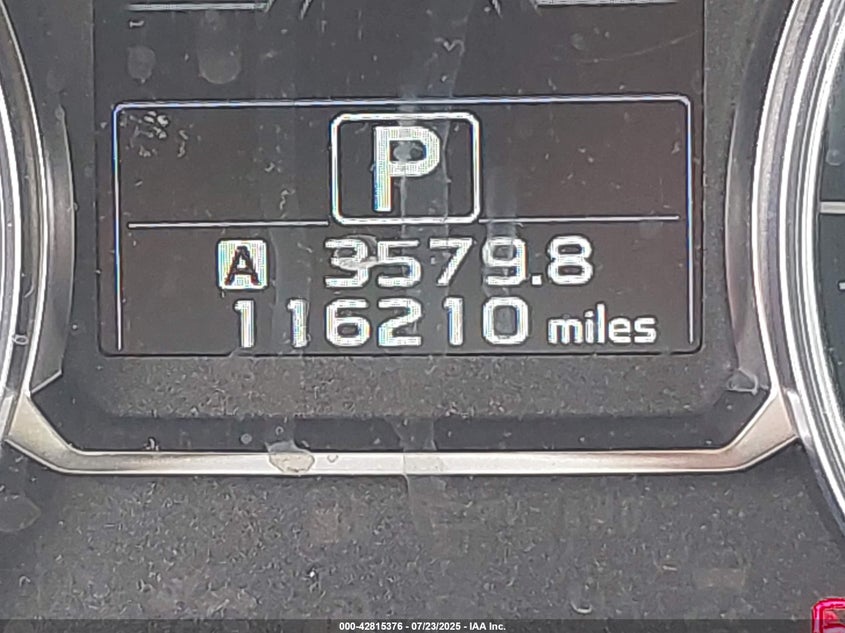 P
A 3579.8
116210 miles
000-42815376 - 07/23/2025 - IAA Inc.